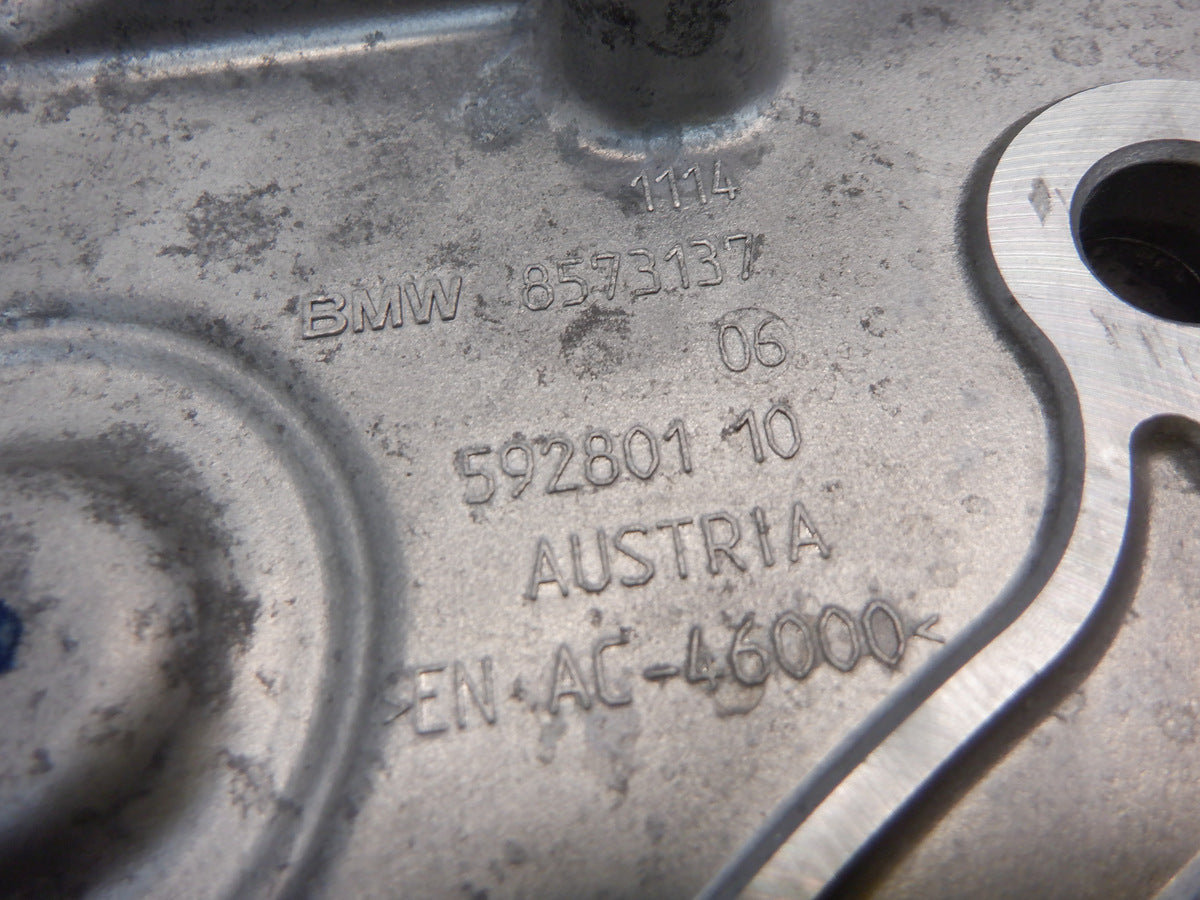 1114
BMW 8573137
06
592801 10
AUSTRIA
>EN AC-46000<